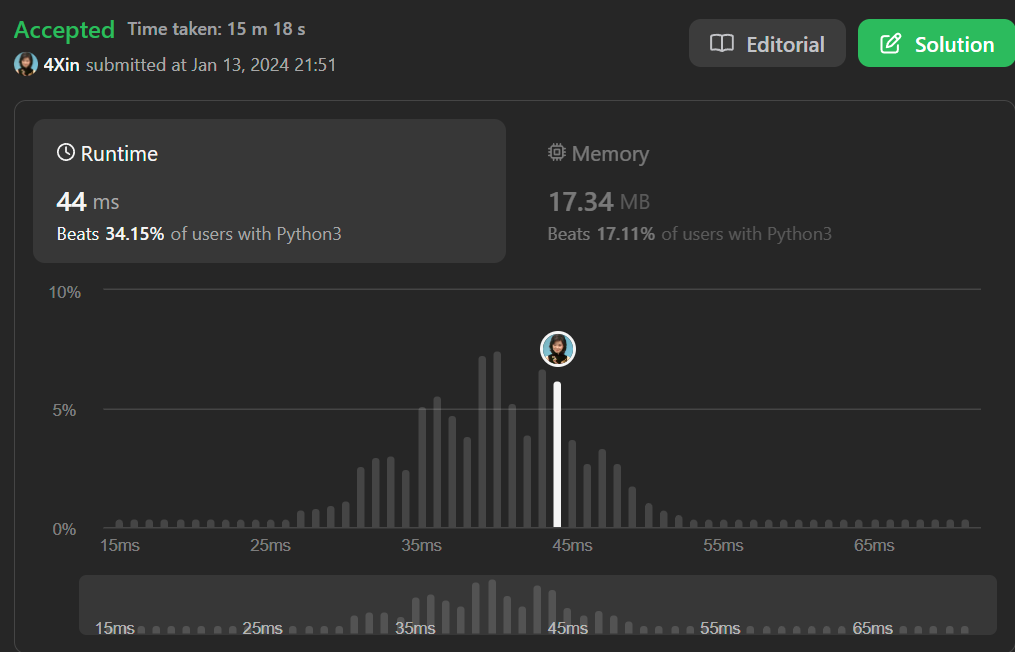 Accepted Time taken: 15 m 18 s
Editorial
Solution
4Xin submitted at Jan 13, 2024 21:51
Runtime
Memory
44 ms
17.34 MB
Beats 34.15% of users with Python3
Beats 17.11% of users with Python3
10%
5%
0%
15ms 25ms 35ms 45ms 55ms 65ms
15ms 25ms 35ms 45ms 55ms 65ms